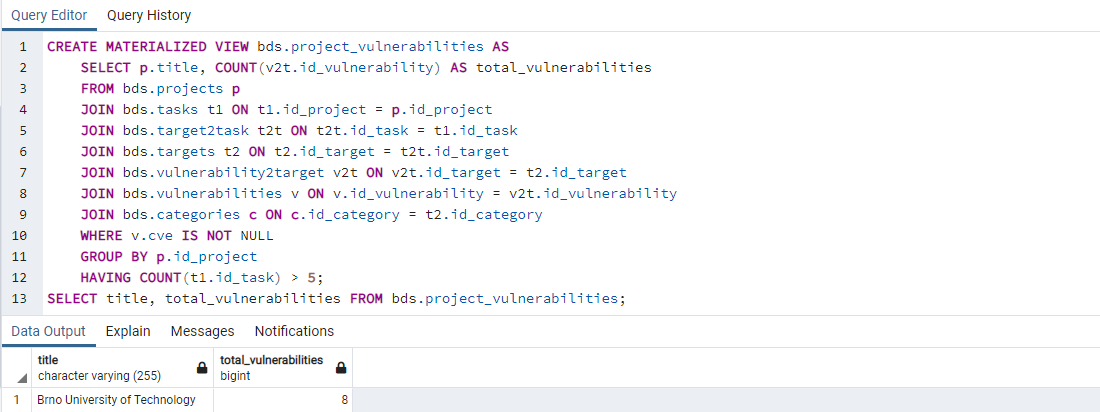 Query Editor Query History
1 CREATE MATERIALIZED VIEW bds.project_vulnerabilities AS
2 SELECT p.title, COUNT(v2t.id_vulnerability) AS total_vulnerabilities
3 FROM bds.projects p
4 JOIN bds.tasks t1 ON t1.id_project = p.id_project
5 JOIN bds.target2task t2t ON t2t.id_task = t1.id_task
6 JOIN bds.targets t2 ON t2.id_target = t2t.id_target
7 JOIN bds.vulnerability2target v2t ON v2t.id_target = t2.id_target
8 JOIN bds.vulnerabilities v ON v.id_vulnerability = v2t.id_vulnerability
9 JOIN bds.categories c ON c.id_category = t2.id_category
10 WHERE v.cve IS NOT NULL
11 GROUP BY p.id_project
12 HAVING COUNT(t1.id_task) > 5;
13 SELECT title, total_vulnerabilities FROM bds.project_vulnerabilities;
Data Output Explain Messages Notifications
title total_vulnerabilities
character varying (255) bigint
1 Brno University of Technology 8